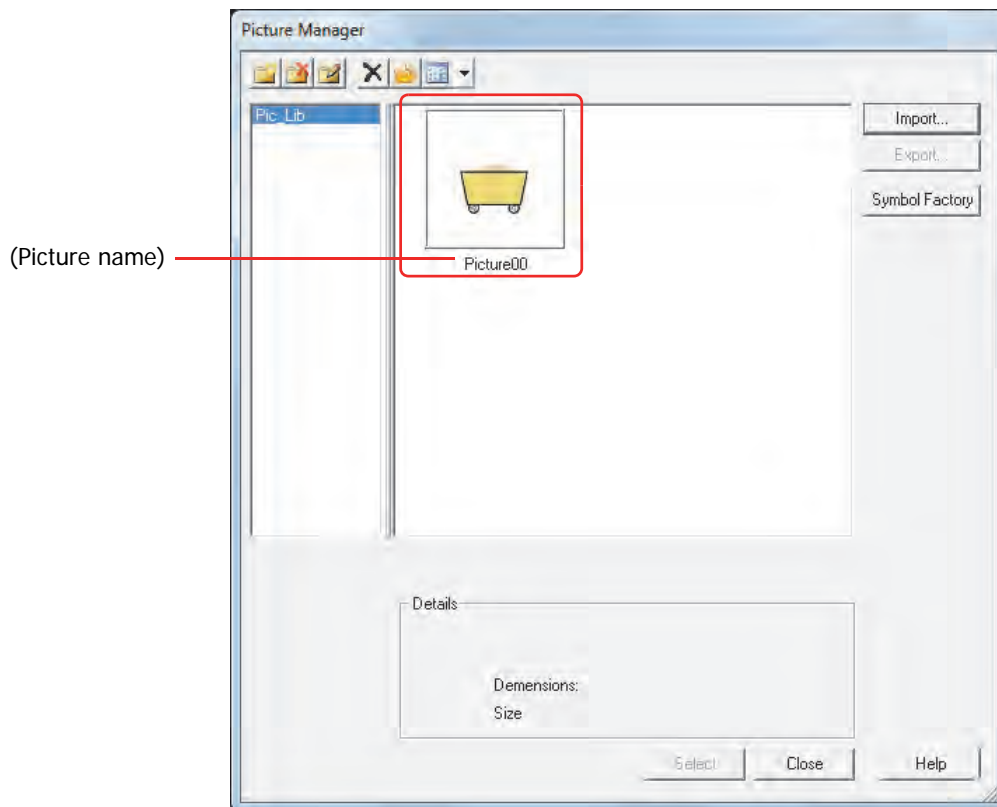 Picture Manager
Pic_Lib
Import...
Export...
Symbol Factory
(Picture name)
Picture00
Details
Demensions:
Size
Select
Close
Help